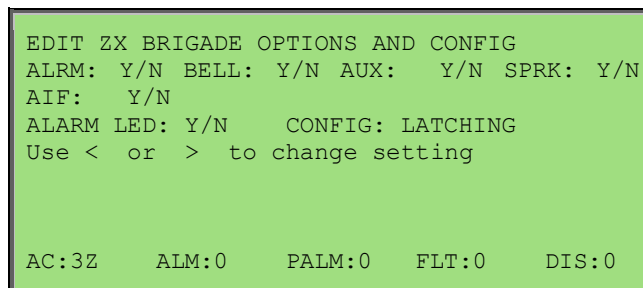 EDIT ZX BRIGADE OPTIONS AND CONFIG
ALRM: Y/N BELL: Y/N AUX: Y/N SPRK: Y/N
AIF: Y/N
ALARM LED: Y/N CONFIG: LATCHING
Use < or > to change setting
AC:3Z ALM:0 PALM:0 FLT:0 DIS:0